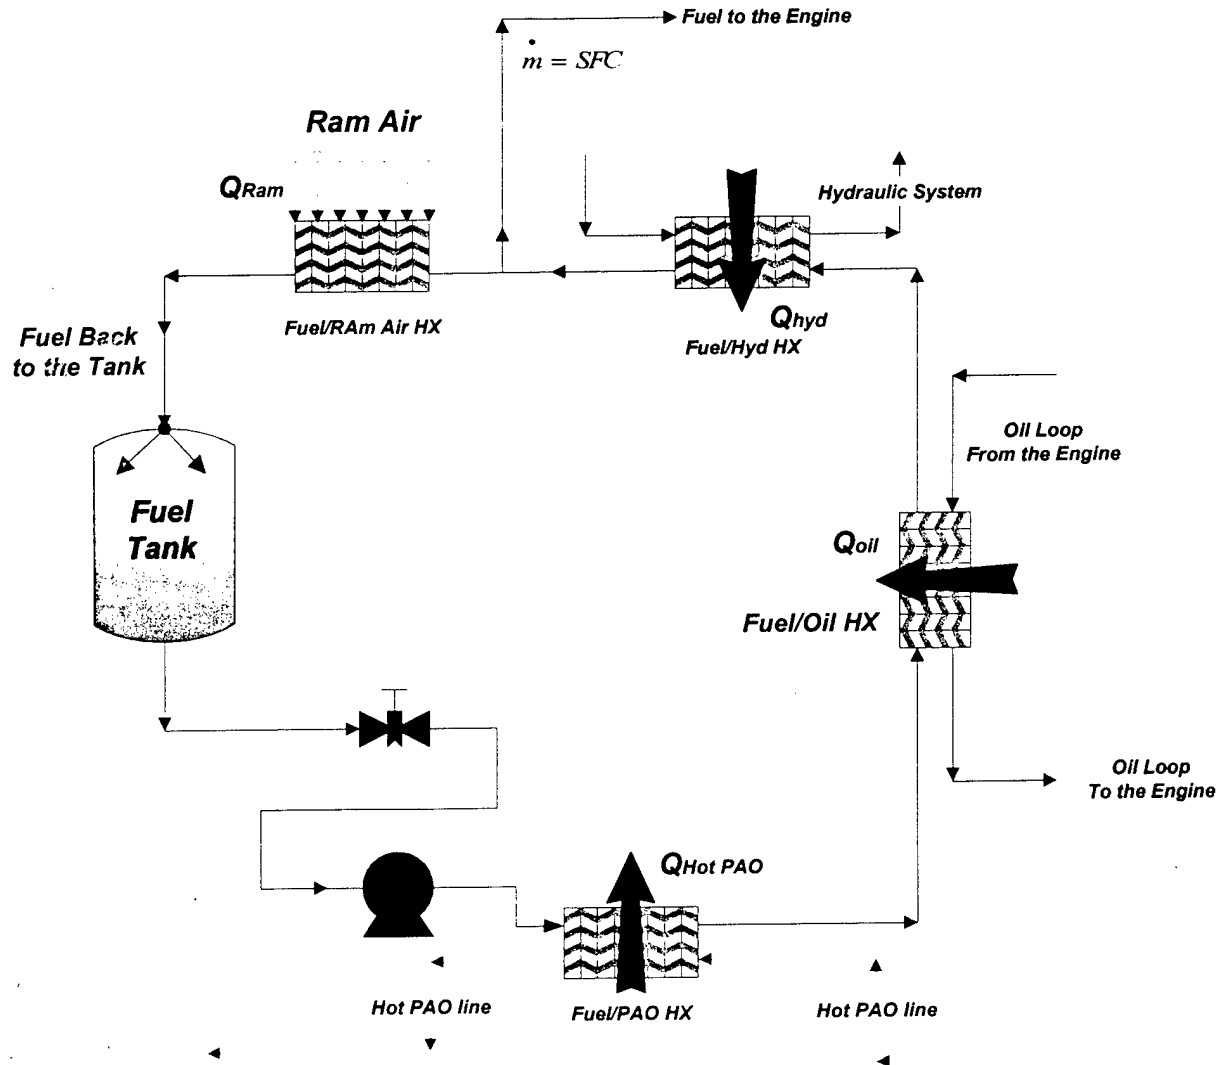 Fuel to the Engine
ṁ = SFC
Ram Air
QRam
Hydraulic System
Qhyd
Fuel/RAm Air HX
Fuel/Hyd HX
Fuel Back
to the Tank
Oil Loop
From the Engine
Fuel
Tank
Qoil
Fuel/Oil HX
Oil Loop
To the Engine
QHot PAO
Hot PAO line
Fuel/PAO HX
Hot PAO line